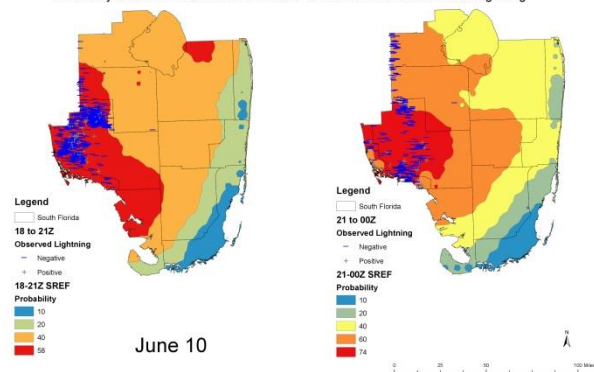 Legend
South Florida
18 to 21Z
Observed Lightning
Negative
Positive
18-21Z SREF
Probability
10
20
40
58
June 10
Legend
South Florida
21 to 00Z
Observed Lightning
Negative
Positive
21-00Z SREF
Probability
10
20
40
60
74
N
0 25 50 100 Miles